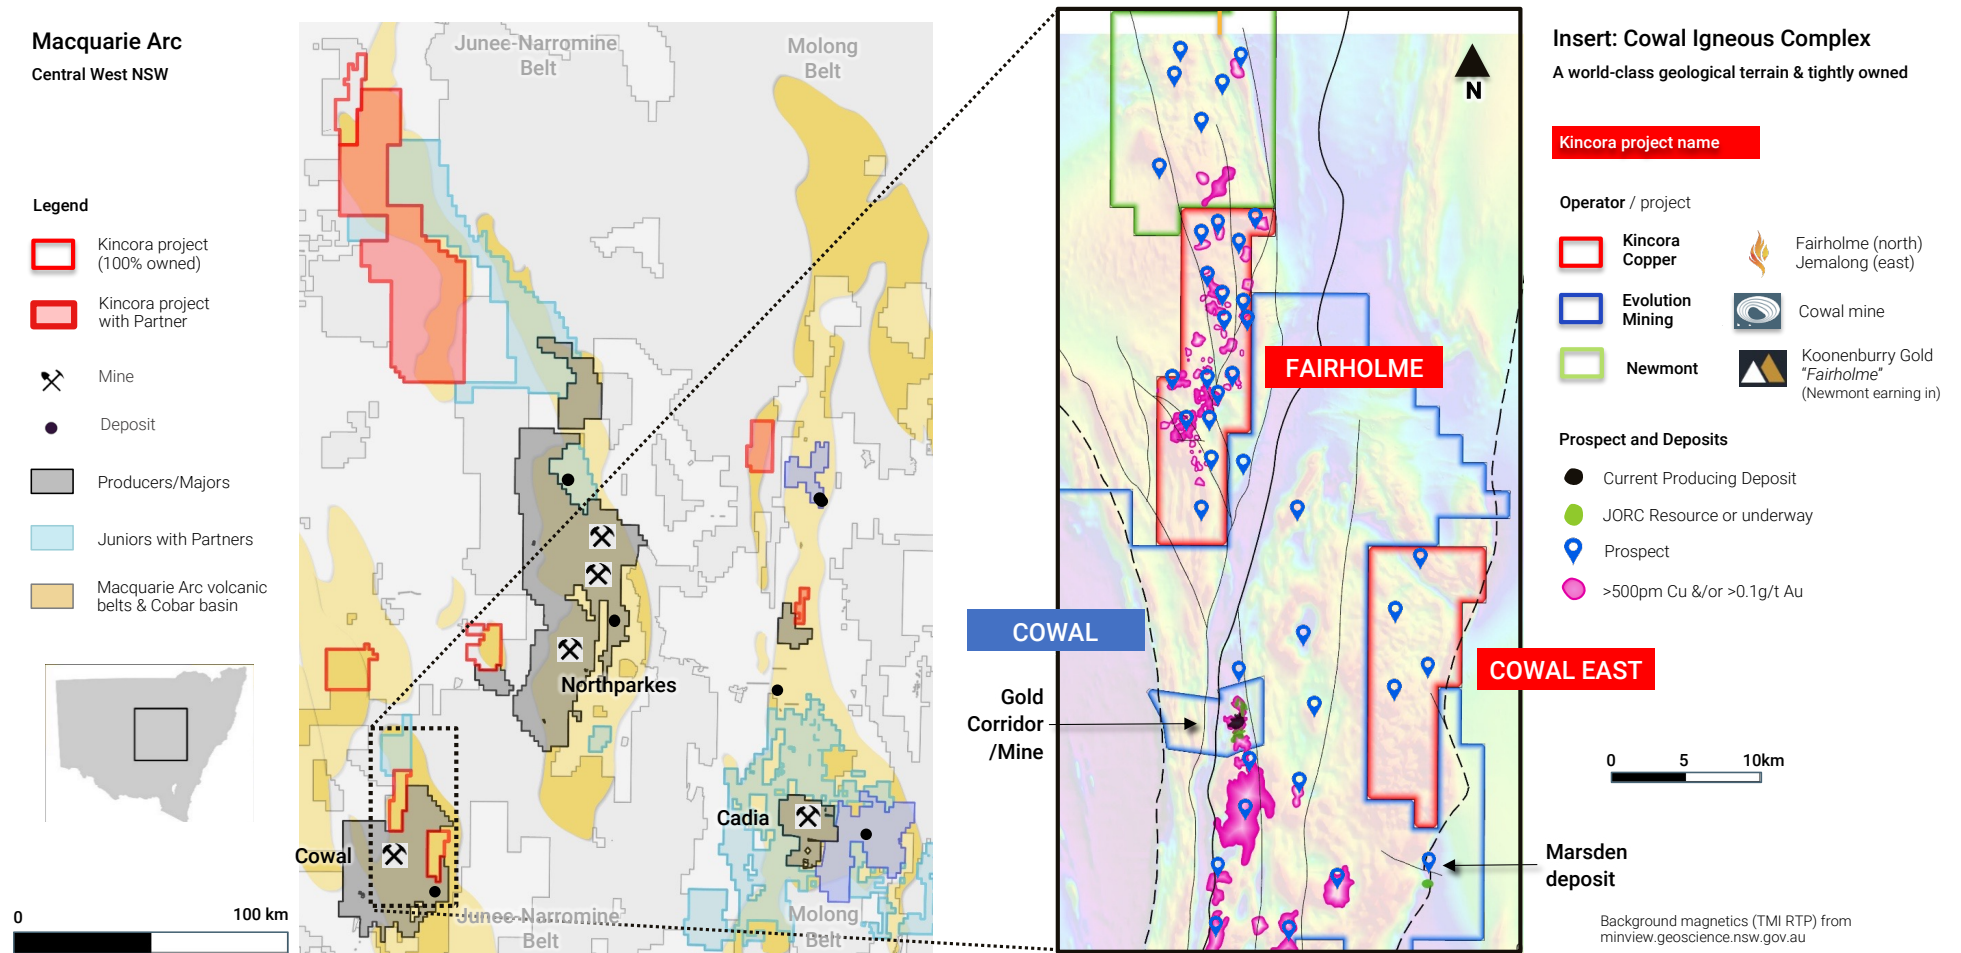 Macquarie Arc
Central West NSW
Legend
Kincora project
(100% owned)
Kincora project
with Partner
Mine
Deposit
Producers/Majors
Juniors with Partners
Macquarie Arc volcanic
belts & Cobar basin
0
100 km
Junee-Narromine
Belt
Molong
Belt
Northparkes
Cadia
Cowal
Junee-Narromine
Belt
Molong
Belt
N
FAIRHOLME
COWAL
COWAL EAST
Gold
Corridor
/Mine
Marsden
deposit
Insert: Cowal Igneous Complex
A world-class geological terrain & tightly owned
Kincora project name
Operator / project
Kincora
Copper
Fairholme (north)
Jemalong (east)
Evolution
Mining
Cowal mine
Newmont
Koonenburry Gold
"Fairholme"
(Newmont earning in)
Prospect and Deposits
Current Producing Deposit
JORC Resource or underway
Prospect
>500pm Cu &/or >0.1g/t Au
0
5
10km
Background magnetics (TMI RTP) from
minview.geoscience.nsw.gov.au